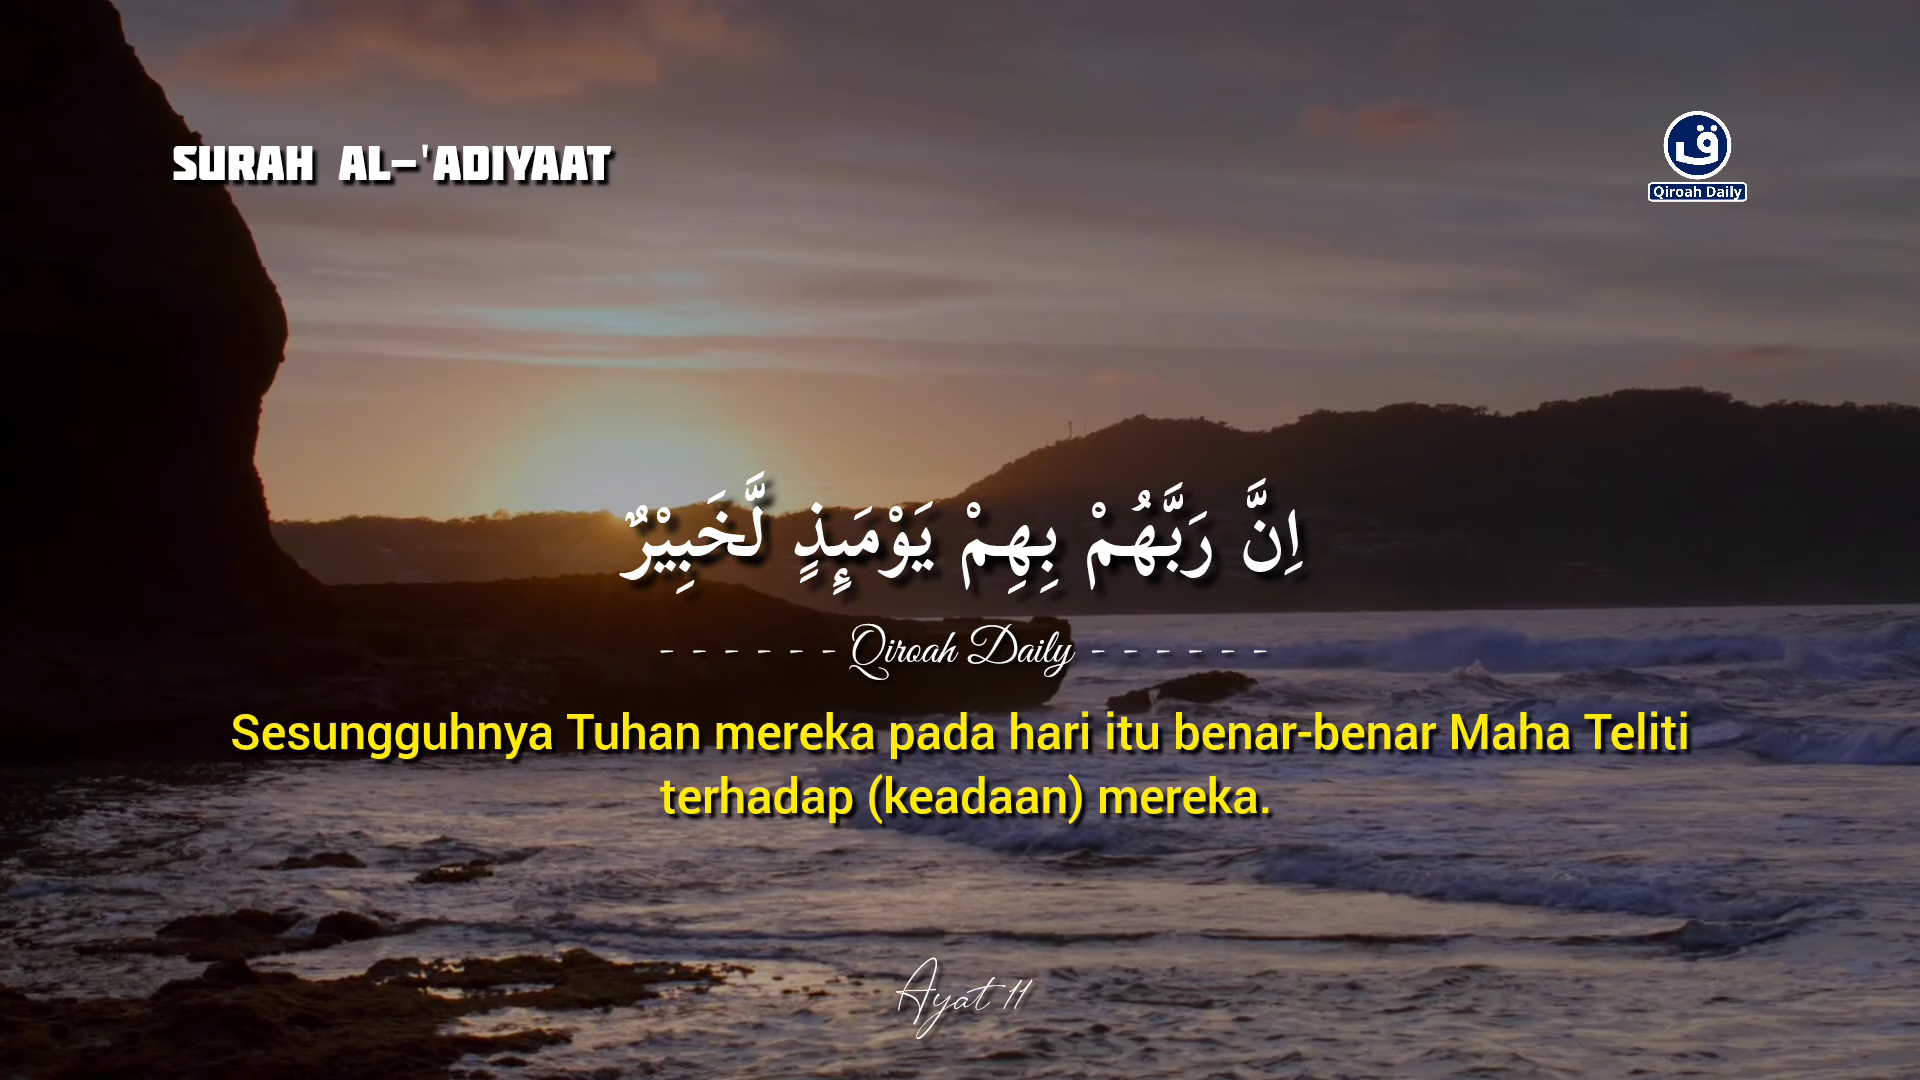 SURAH AL-'ADIYAAT
ق
Qiroah Daily
اِنَّ رَبَّهُمْ بِهِمْ يَوْمَىِٕذٍ لَّخَبِيْرٌ
------ Qiroah Daily ------
Sesungguhnya Tuhan mereka pada hari itu benar-benar Maha Teliti
terhadap (keadaan) mereka.
Ayat 11